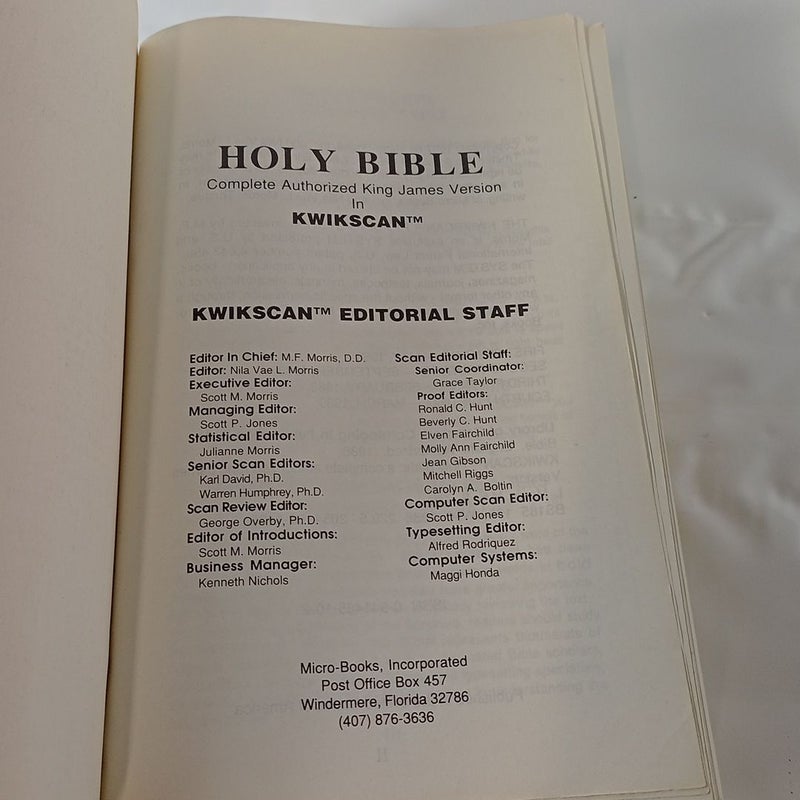 HOLY BIBLE
Complete Authorized King James Version
In
KWIKSCAN™
KWIKSCAN™ EDITORIAL STAFF
Editor In Chief: M.F. Morris, D.D.
Editor: Nila Vae L. Morris
Executive Editor:
Scott M. Morris
Managing Editor:
Scott P. Jones
Statistical Editor:
Julianne Morris
Senior Scan Editors:
Karl David, Ph.D.
Warren Humphrey, Ph.D.
Scan Review Editor:
George Overby, Ph.D.
Editor of Introductions:
Scott M. Morris
Business Manager:
Kenneth Nichols
Scan Editorial Staff:
Senior Coordinator:
Grace Taylor
Proof Editors:
Ronald C. Hunt
Beverly C. Hunt
Elven Fairchild
Molly Ann Fairchild
Jean Gibson
Mitchell Riggs
Carolyn A. Boltin
Computer Scan Editor:
Scott P. Jones
Typesetting Editor:
Alfred Rodriquez
Computer Systems:
Maggi Honda
Micro-Books, Incorporated
Post Office Box 457
Windermere, Florida 32786
(407) 876-3636